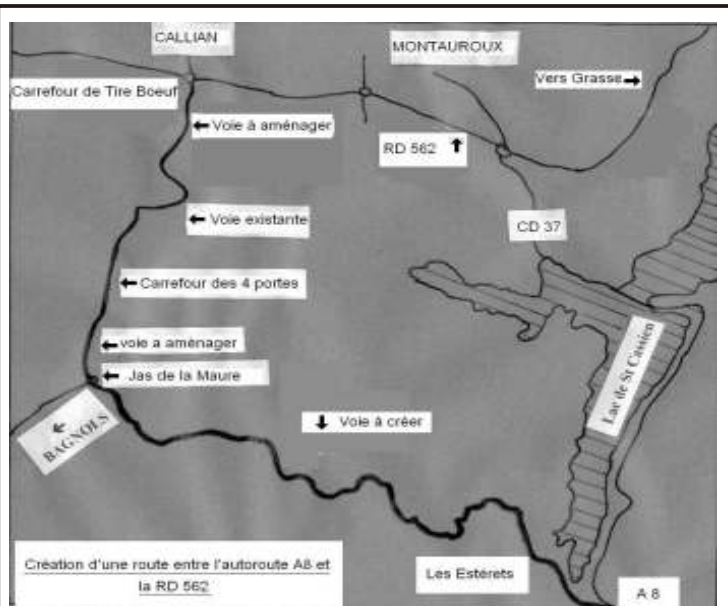 CALLIAN
MONTAUROUX
Vers Grasse →
Carrefour de Tire Boeuf
← Voie à aménager
RD 562 ↑
← Voie existante
CD 37
← Carrefour des 4 portes
← voie a aménager
← Jas de la Maure
Lac de St Cassien
← BAGNOLS
↓ Voie à créer
Création d'une route entre l'autoroute A8 et
la RD 562
Les Estérets
A 8